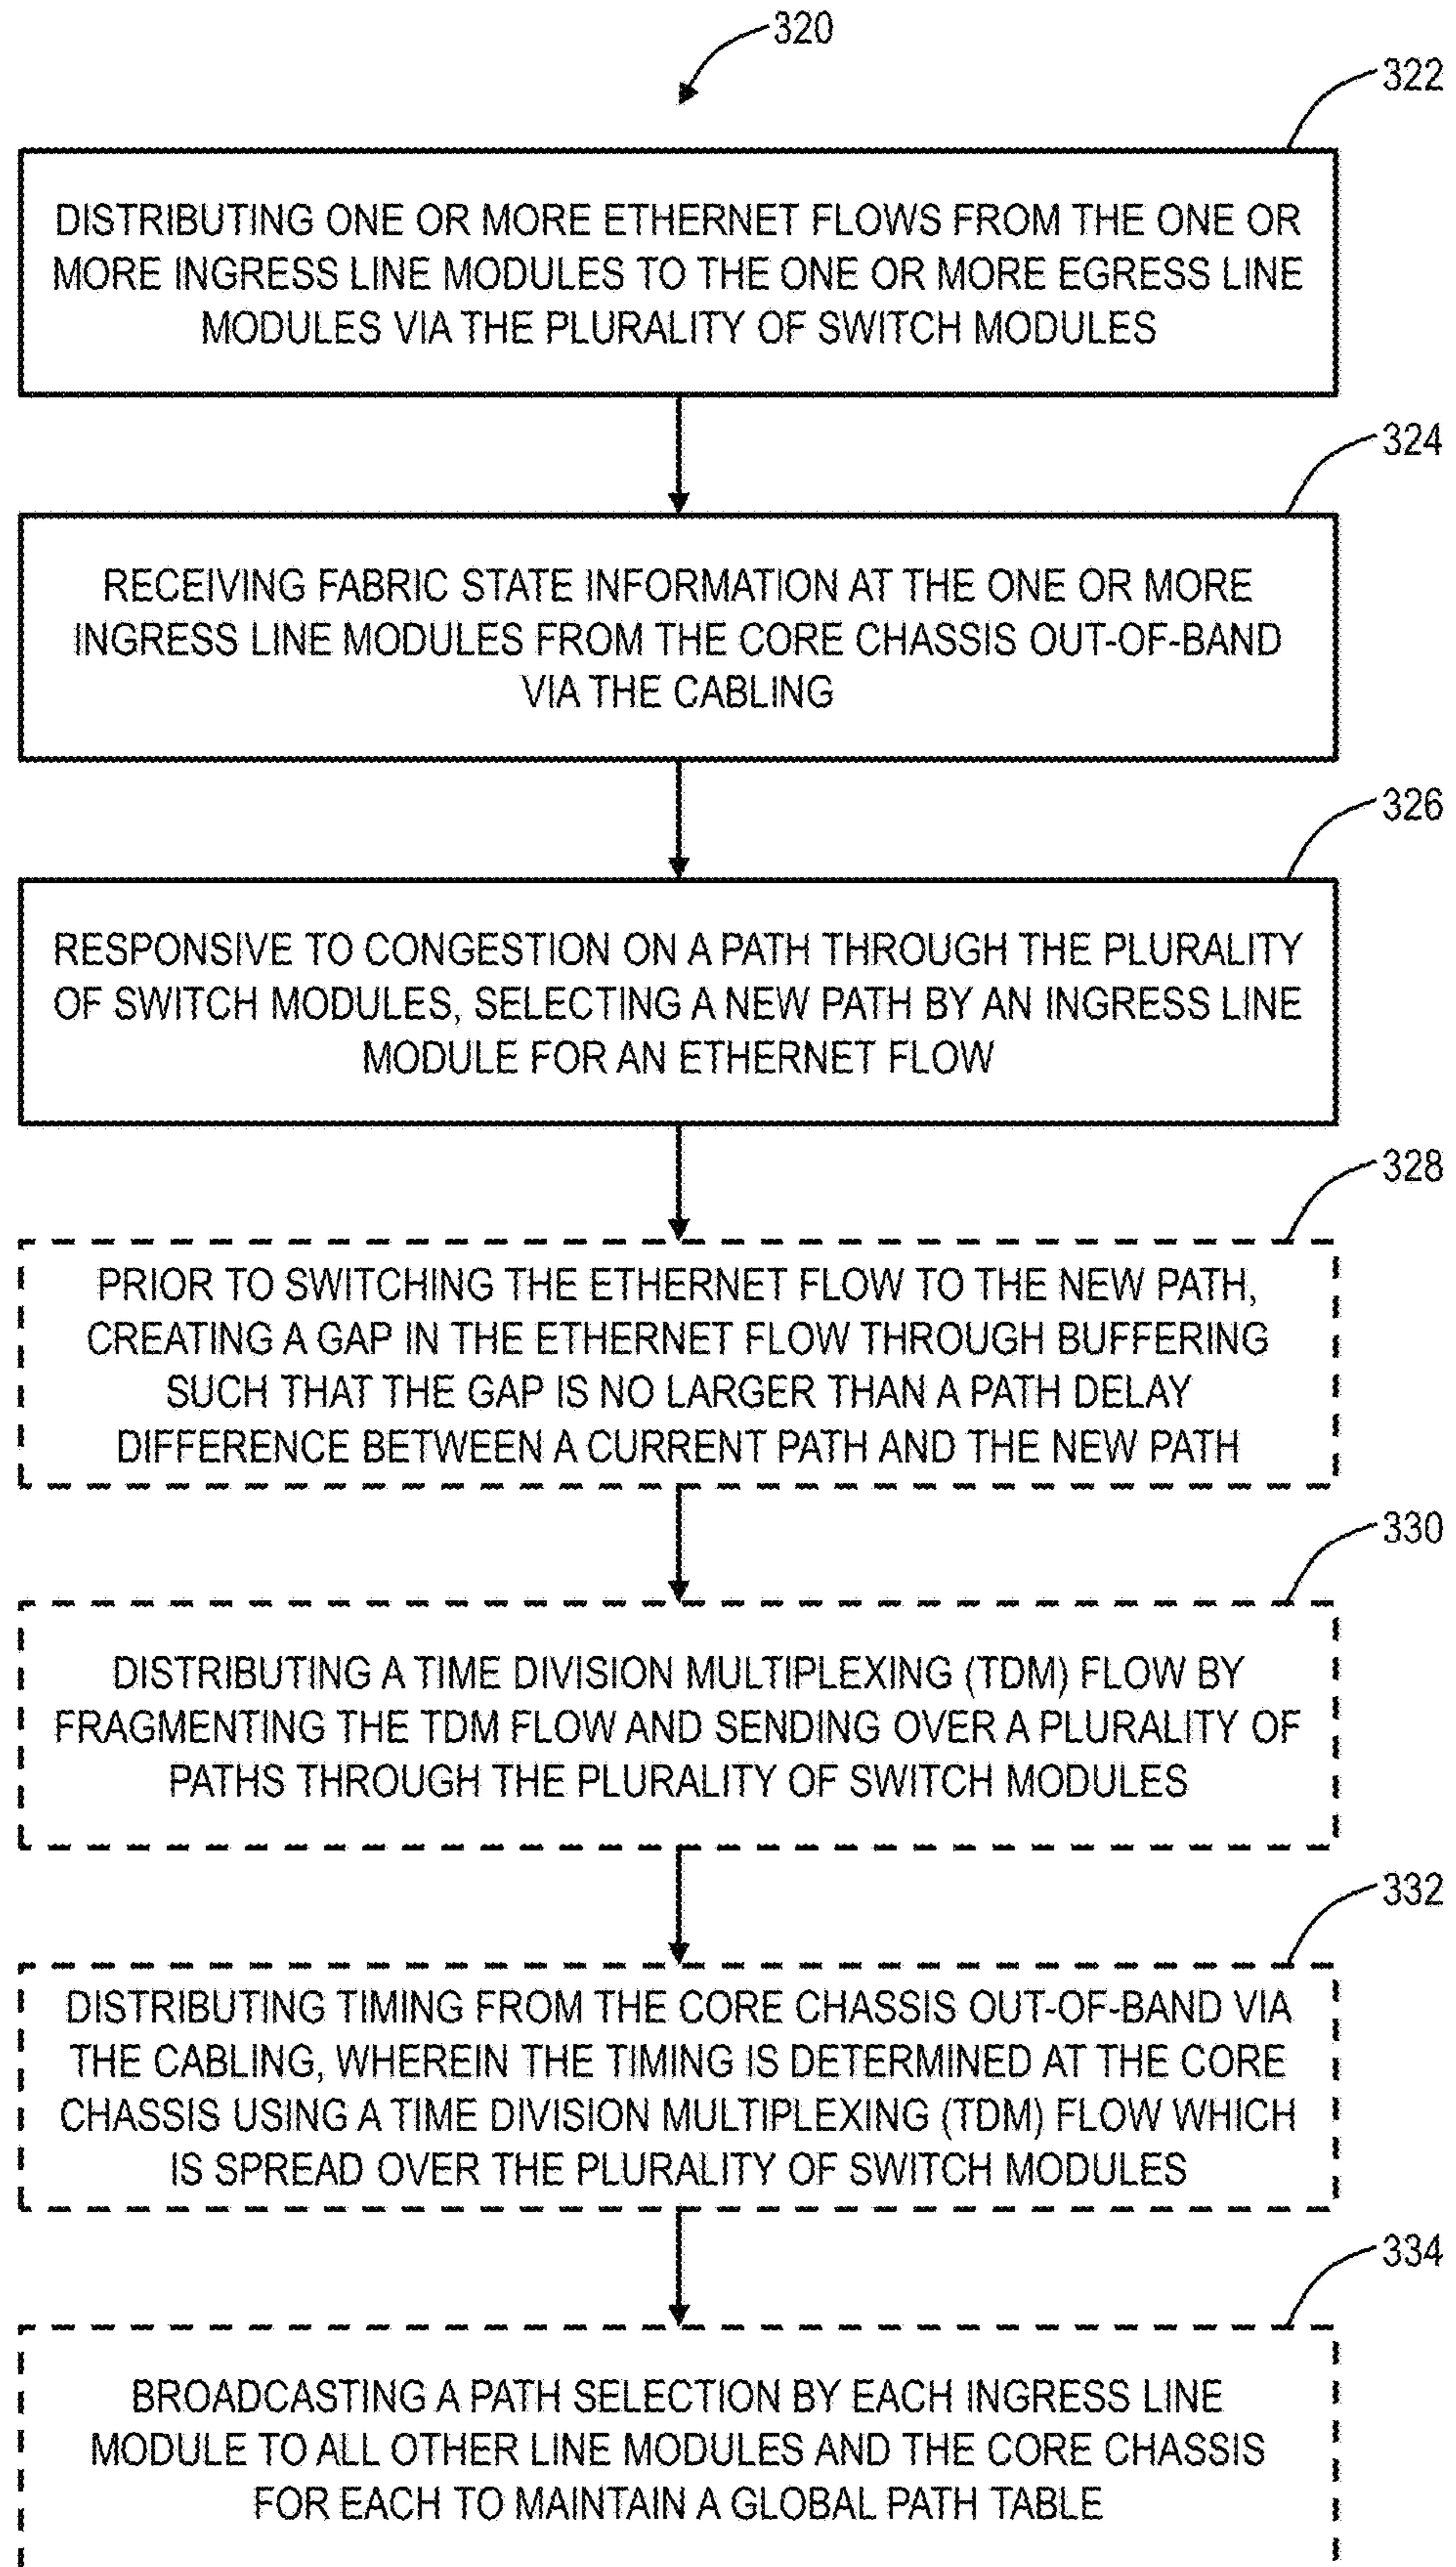 320
322
DISTRIBUTING ONE OR MORE ETHERNET FLOWS FROM THE ONE OR
MORE INGRESS LINE MODULES TO THE ONE OR MORE EGRESS LINE
MODULES VIA THE PLURALITY OF SWITCH MODULES
324
RECEIVING FABRIC STATE INFORMATION AT THE ONE OR MORE
INGRESS LINE MODULES FROM THE CORE CHASSIS OUT-OF-BAND
VIA THE CABLING
326
RESPONSIVE TO CONGESTION ON A PATH THROUGH THE PLURALITY
OF SWITCH MODULES, SELECTING A NEW PATH BY AN INGRESS LINE
MODULE FOR AN ETHERNET FLOW
328
PRIOR TO SWITCHING THE ETHERNET FLOW TO THE NEW PATH,
CREATING A GAP IN THE ETHERNET FLOW THROUGH BUFFERING
SUCH THAT THE GAP IS NO LARGER THAN A PATH DELAY
DIFFERENCE BETWEEN A CURRENT PATH AND THE NEW PATH
330
DISTRIBUTING A TIME DIVISION MULTIPLEXING (TDM) FLOW BY
FRAGMENTING THE TDM FLOW AND SENDING OVER A PLURALITY OF
PATHS THROUGH THE PLURALITY OF SWITCH MODULES
332
DISTRIBUTING TIMING FROM THE CORE CHASSIS OUT-OF-BAND VIA
THE CABLING, WHEREIN THE TIMING IS DETERMINED AT THE CORE
CHASSIS USING A TIME DIVISION MULTIPLEXING (TDM) FLOW WHICH
IS SPREAD OVER THE PLURALITY OF SWITCH MODULES
334
BROADCASTING A PATH SELECTION BY EACH INGRESS LINE
MODULE TO ALL OTHER LINE MODULES AND THE CORE CHASSIS
FOR EACH TO MAINTAIN A GLOBAL PATH TABLE